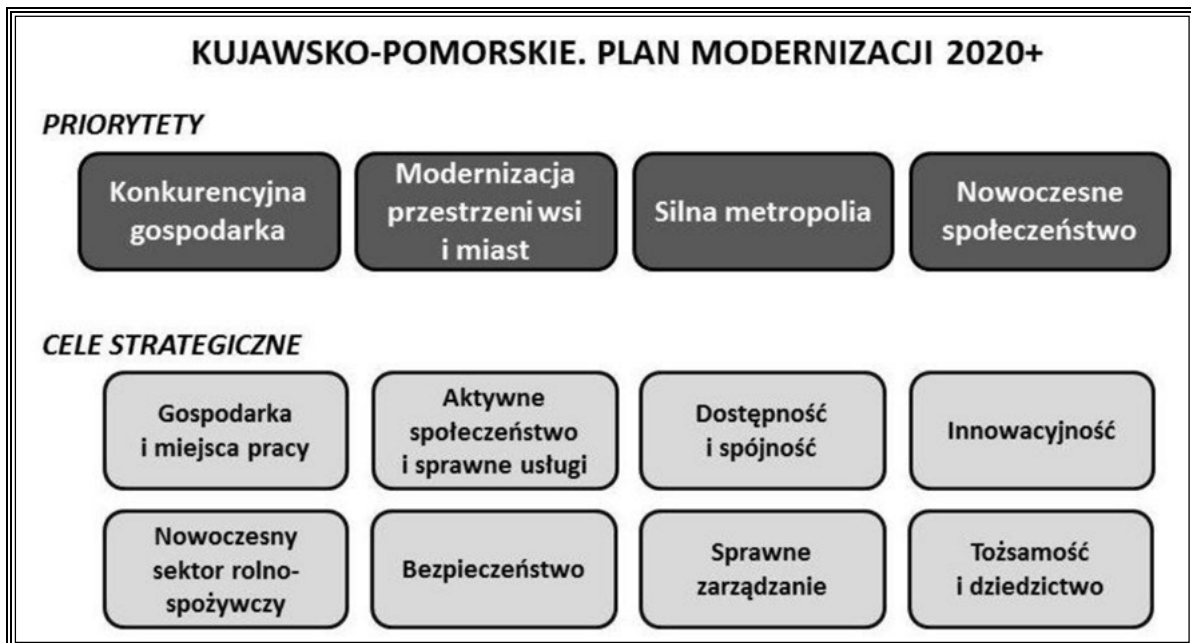 KUJAWSKO-POMORSKIE. PLAN MODERNIZACJI 2020+
PRIORYTETY
Konkurencyjna
gospodarka
Modernizacja
przestrzeni wsi
i miast
Silna metropolia
Nowoczesne
społeczeństwo
CELE STRATEGICZNE
Gospodarka
i miejsca pracy
Aktywne
społeczeństwo
i sprawne usługi
Dostępność
i spójność
Innowacyjność
Nowoczesny
sektor rolno-
spożywczy
Bezpieczeństwo
Sprawne
zarządzanie
Tożsamość
i dziedzictwo